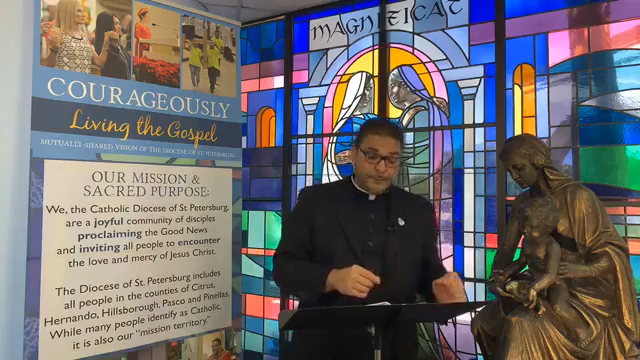 MAGNIFICAT
COURAGEOUSLY
Living the Gospel
MUTUALLY-SHARED VISION OF THE DIOCESE OF ST. PETERSBURG
OUR MISSION &
SACRED PURPOSE:
We, the Catholic Diocese of St Petersburg,
are a joyful community of disciples
proclaiming the Good News
and inviting all people to encounter
the love and mercy of Jesus Christ.
The Diocese of St. Petersburg includes
all people in the counties of Citrus,
Hernando, Hillsborough, Pasco and Pinellas.
While many people identify as Catholic,
it is also our “mission territory.”